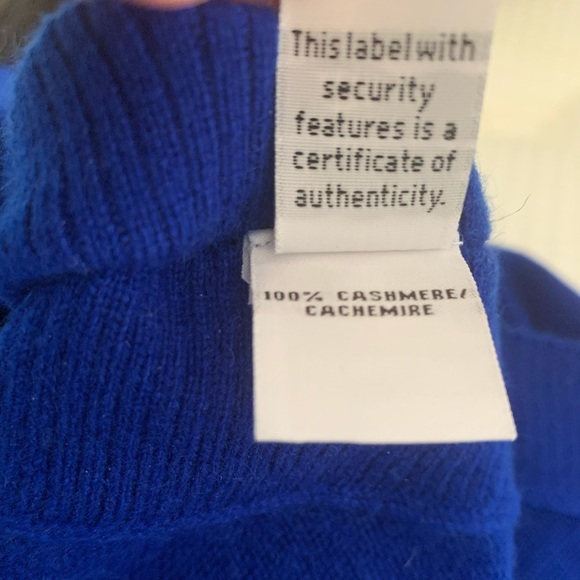 This label with
security
features is a
certificate of
authenticity.
100% CASHMERE/
CACHEMIRE